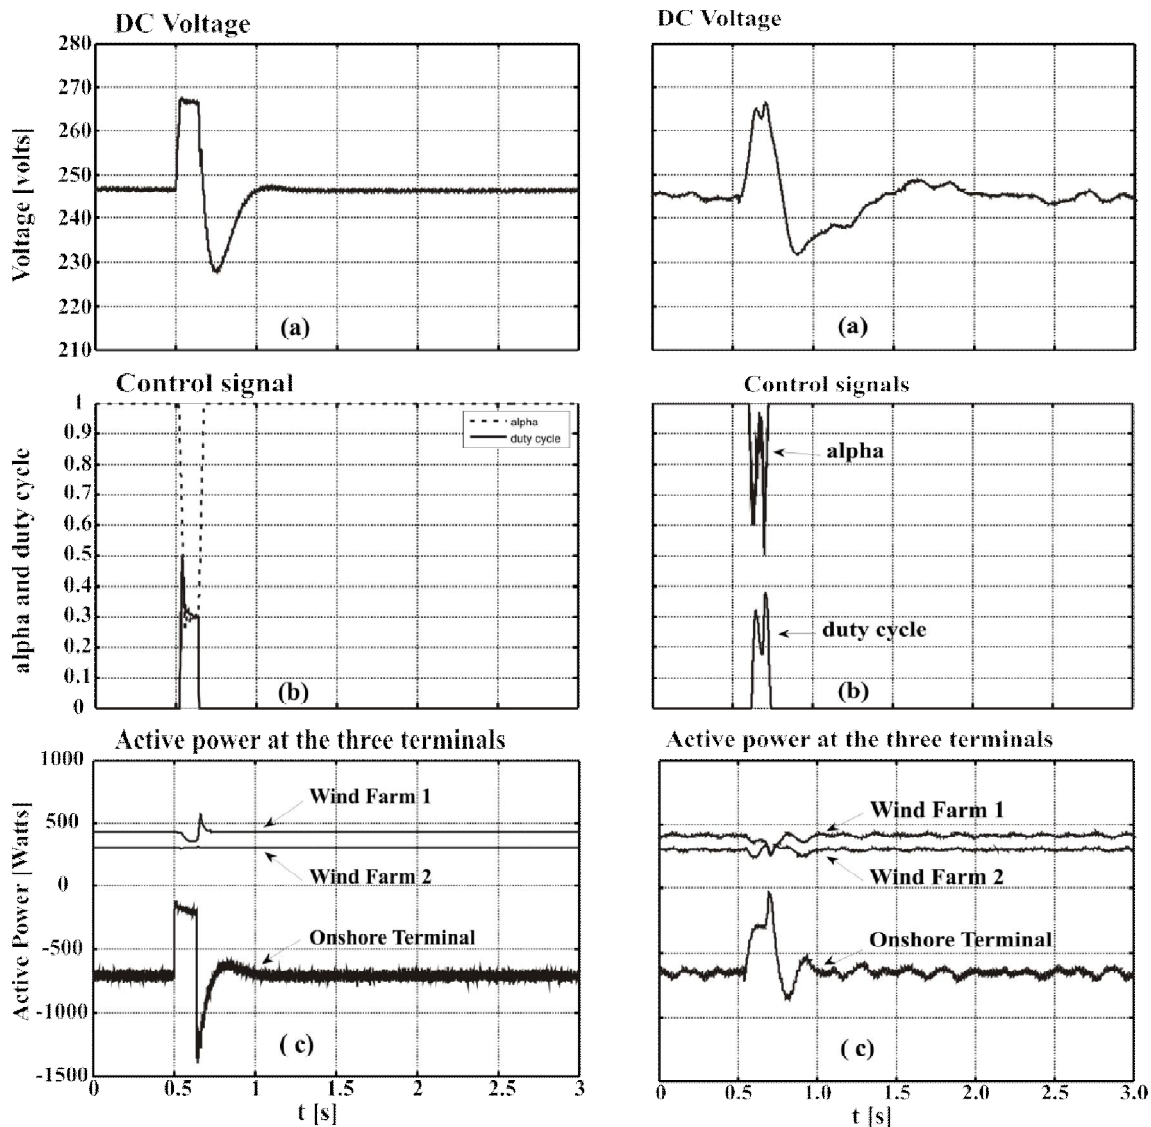 DC Voltage
280
270
260
250
240
230
220
210
Voltage [volts]
(a)
Control signal
1
0.9
0.8
0.7
0.6
0.5
0.4
0.3
0.2
0.1
0
alpha and duty cycle
alpha
duty cycle
(b)
Active power at the three terminals
1000
500
0
-500
-1000
-1500
Active Power [Watts]
Wind Farm 1
Wind Farm 2
Onshore Terminal
( c)
0 0.5 1 1.5 2 2.5 3
t [s]
DC Voltage
(a)
Control signals
alpha
duty cycle
(b)
Active power at the three terminals
Wind Farm 1
Wind Farm 2
Onshore Terminal
( c)
0 0.5 1.0 1.5 2.0 2.5 3.0
t [s]